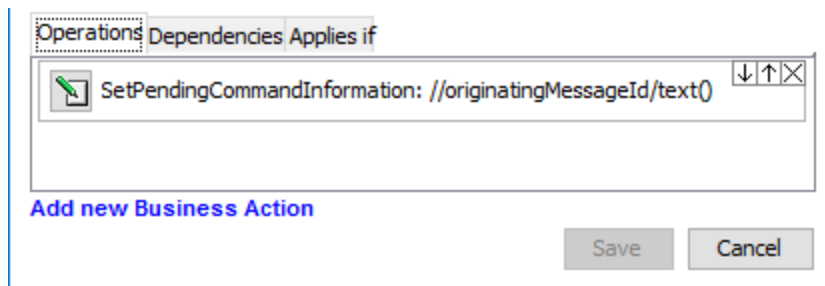 Operations Dependencies Applies if
SetPendingCommandInformation: //originatingMessageId/text()
Add new Business Action
Save Cancel